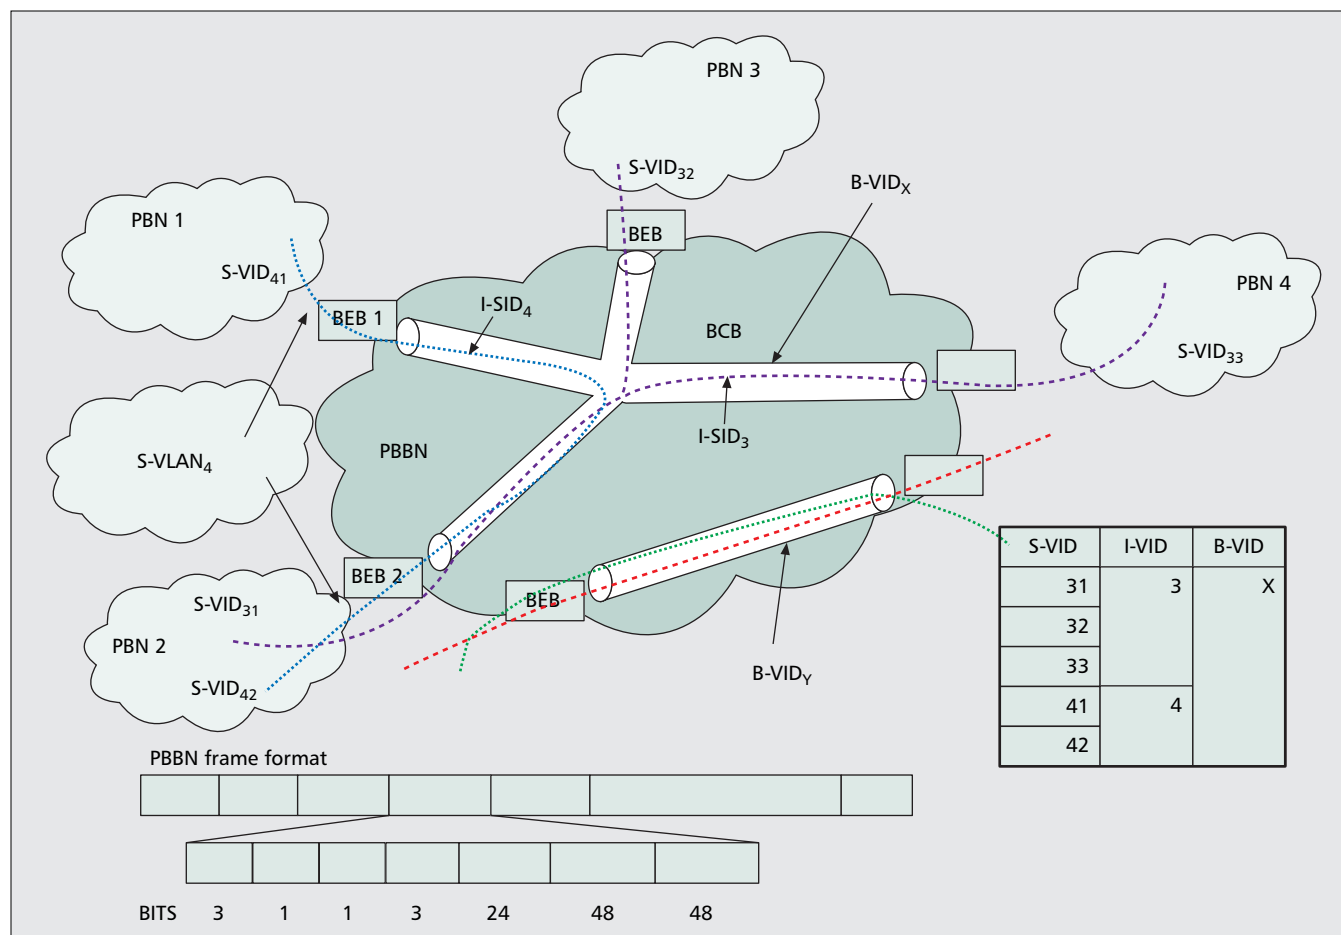 PBN 3
S-VID32
B-VIDX
PBN 1
BEB
S-VID41
PBN 4
I-SID4
BEB 1
BCB
S-VID33
I-SID3
PBBN
S-VLAN4
S-VID I-VID B-VID
31 3 X
32
33
41 4
42
BEB 2
S-VID31
BEB
PBN 2
B-VIDY
S-VID42
PBBN frame format
BITS 3 1 1 3 24 48 48